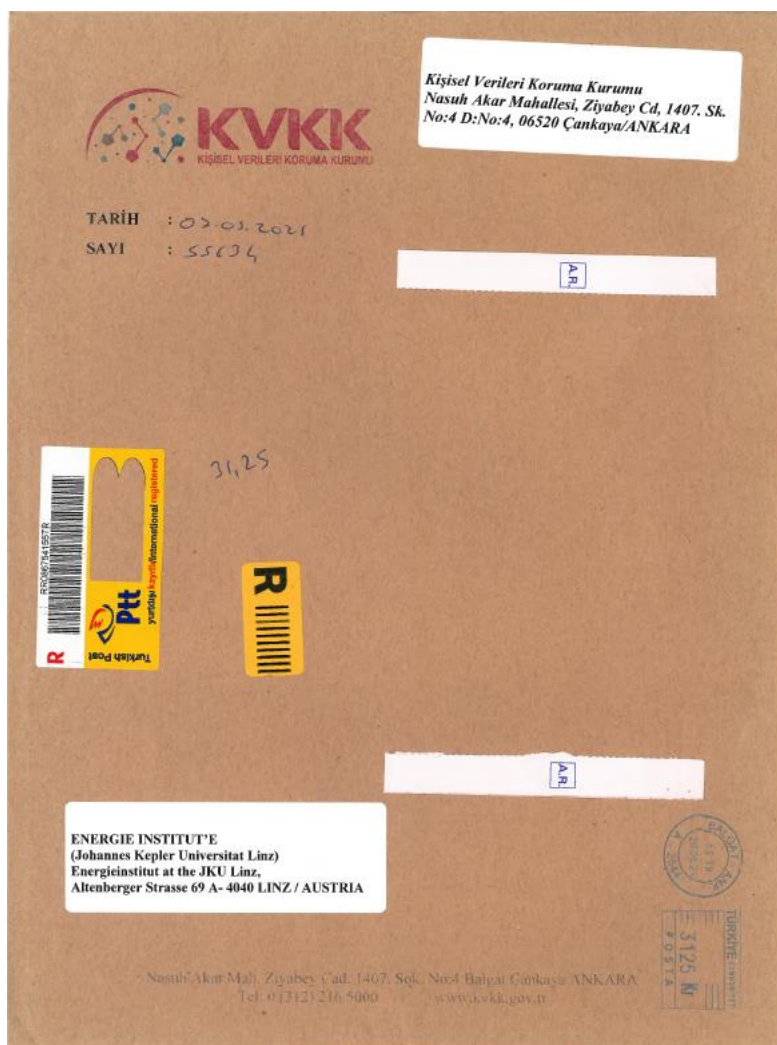 KVKK
KİŞİSEL VERİLERİ KORUMA KURUMU
Kişisel Verileri Koruma Kurumu
Nasuh Akar Mahallesi, Ziyabey Cd, 1407. Sk.
No:4 D:No:4, 06520 Çankaya/ANKARA
TARİH :
SAYI : 55634
A.R.
31,25
RR086754155TR
R
Ptt
Turkish Post
yurtdışı kayıtlı/international registered
R
A.R.
ENERGIE INSTITUT'E
(Johannes Kepler Universitat Linz)
Energieinstitut at the JKU Linz,
Altenberger Strasse 69 A- 4040 LINZ / AUSTRIA
BALGAT - ANK
TÜRKİYE
3125 Kr
POSTA
Nasuh Akar Mah. Ziyabey Cad. 1407. Sok. No:4 Balgat Çankaya ANKARA
Tel: 0 (312) 216 5000 www.kvkk.gov.tr